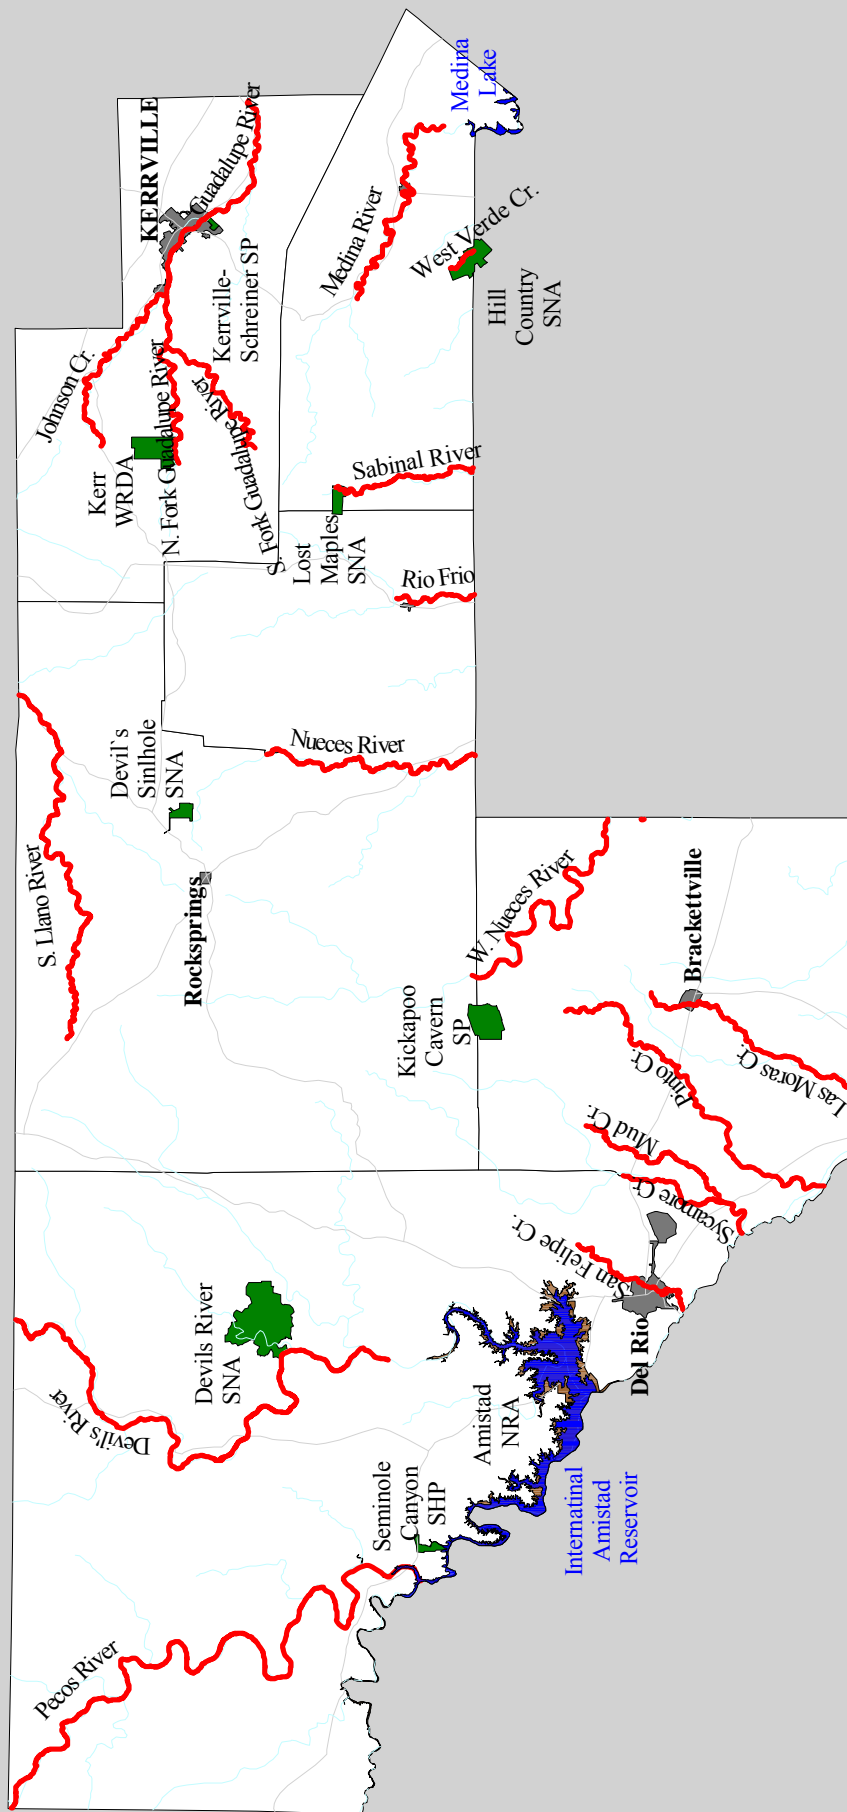 Medina
Lake
KERRVILLE
Guadalupe River
Medina River
West Verde Cr.
Hill
Country
SNA
Kerrville-
Schreiner SP
Johnson Cr.
Kerr
WRDA
N. Fork Guadalupe River
S. Fork Guadalupe River
Sabinal River
Lost
Maples
SNA
Rio Frio
Nueces River
Devil`s
Sinlhole
SNA
S. Llano River
Rocksprings
W. Nueces River
Brackettville
Kickapoo
Cavern
SP
Las Moras Cr.
Pinto Cr.
Mud Cr.
Sycamore Cr.
San Felipe Cr.
Del Rio
Devils River
SNA
Devil's River
Amistad
NRA
Internatinal
Amistad
Reservoir
Seminole
Canyon
SHP
Pecos River